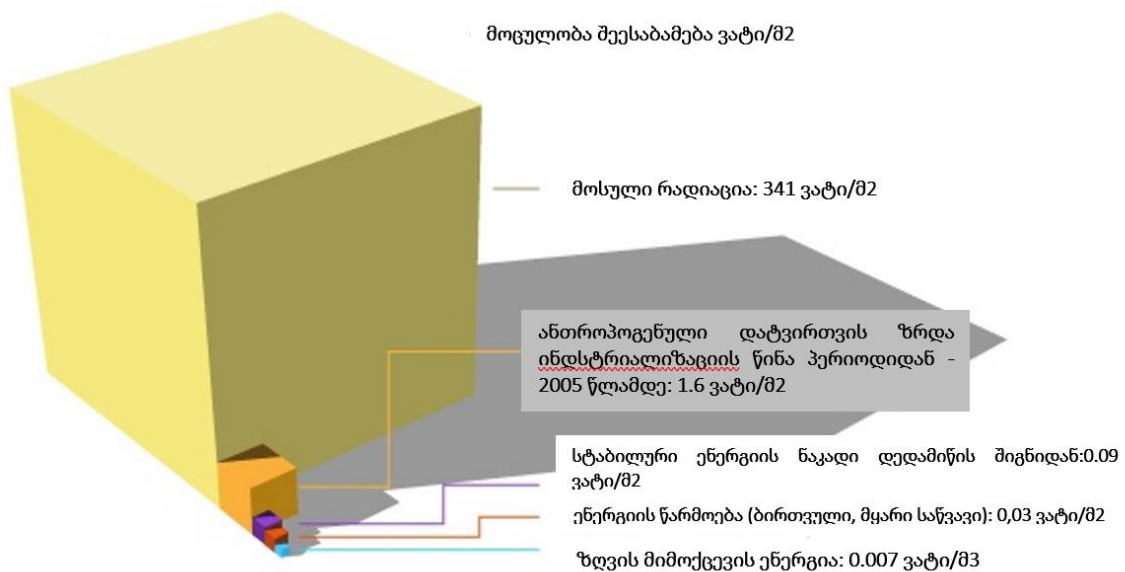 მოცულობა შეესაბამება ვატი/მ2
მოსული რადიაცია: 341 ვატი/მ2
ანთროპოგენული დატვირთვის ზრდა
ინდსტრიალიზაციის წინა პერიოდიდან -
2005 წლამდე: 1.6 ვატი/მ2
სტაბილური ენერგიის ნაკადი დედამიწის შიგნიდან:0.09
ვატი/მ2
ენერგიის წარმოება (ბირთვული, მყარი საწვავი): 0,03 ვატი/მ2
ზღვის მიმოქცევის ენერგია: 0.007 ვატი/მ3